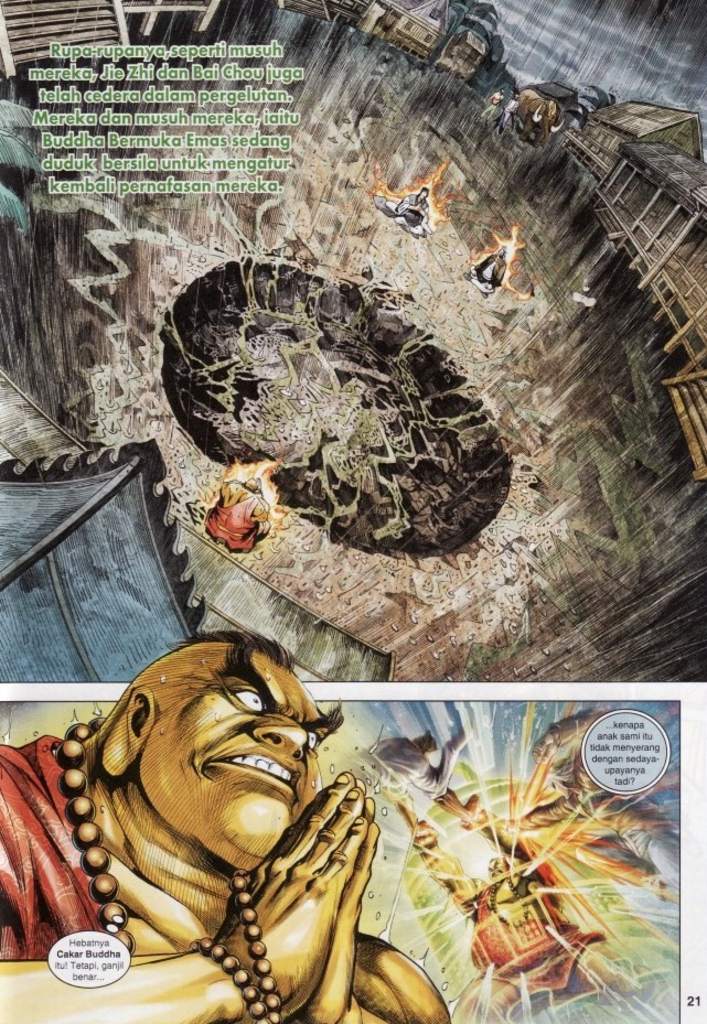 Rupa-rupanya seperti musuh
mereka, Jie Zhi dan Bai Chou juga
telah cedera dalam pergelutan.
Mereka dan musuh mereka, iaitu
Buddha Bermuka Emas sedang
duduk bersila untuk mengatur
kembali pernafasan mereka.
...kenapa
anak sami itu
tidak menyerang
dengan sedaya-
upayanya
tadi?
Hebatnya
Cakar Buddha
itu! Tetapi, ganjil
benar...
21